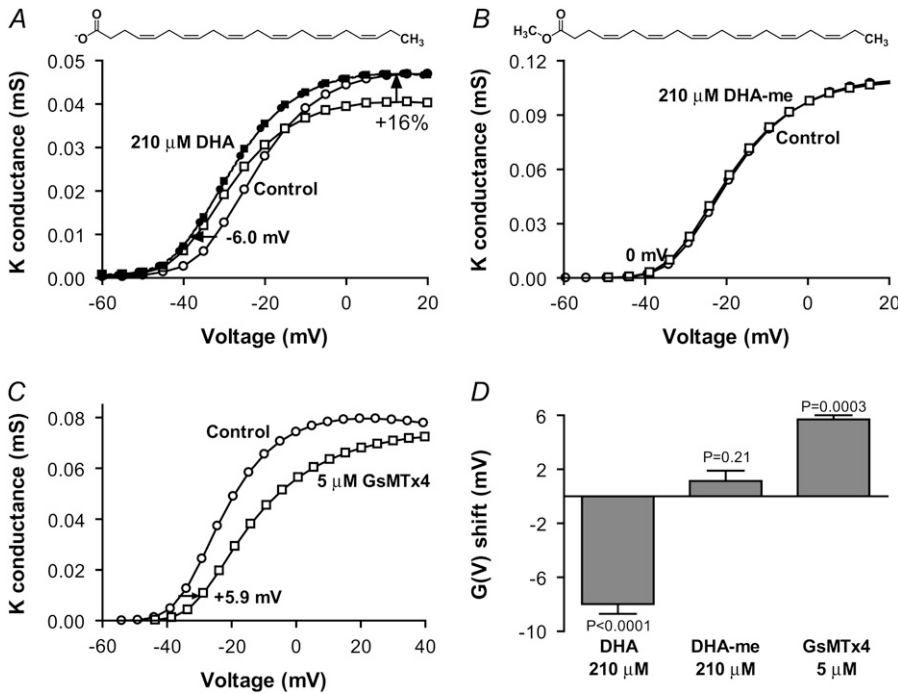 A
O
-O
CH3
K conductance (mS)
0.05
0.04
0.03
0.02
0.01
0.00
210 μM DHA
+16%
Control
-6.0 mV
-60 -40 -20 0 20
Voltage (mV)
B
O
H3C
O
CH3
K conductance (mS)
0.12
0.09
0.06
0.03
0.00
210 μM DHA-me
Control
0 mV
-60 -40 -20 0 20
Voltage (mV)
C
K conductance (mS)
0.08
0.06
0.04
0.02
0.00
Control
5 μM GsMTx4
+5.9 mV
-60 -40 -20 0 20 40
Voltage (mV)
D
G(V) shift (mV)
6
2
-2
-6
-10
P=0.0003
P=0.21
P<0.0001
DHA DHA-me GsMTx4
210 μM 210 μM 5 μM